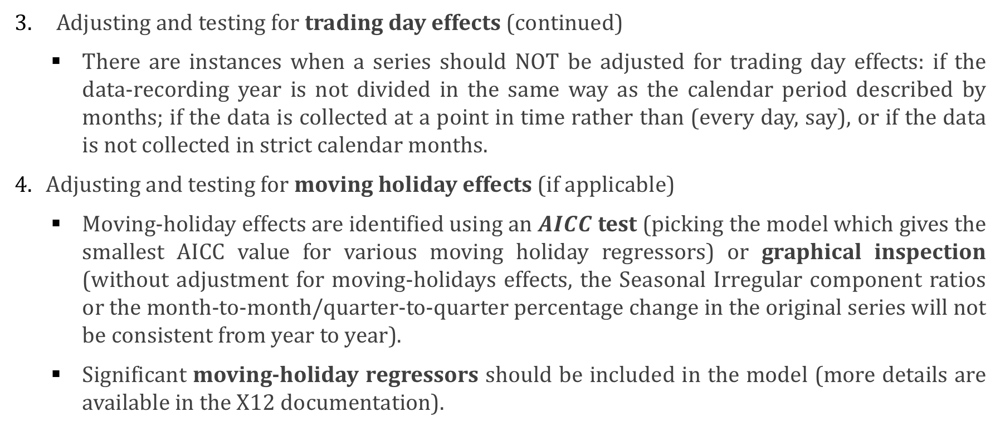 3. Adjusting and testing for trading day effects (continued)
▪ There are instances when a series should NOT be adjusted for trading day effects: if the
data-recording year is not divided in the same way as the calendar period described by
months; if the data is collected at a point in time rather than (every day, say), or if the data
is not collected in strict calendar months.
4. Adjusting and testing for moving holiday effects (if applicable)
▪ Moving-holiday effects are identified using an AICC test (picking the model which gives the
smallest AICC value for various moving holiday regressors) or graphical inspection
(without adjustment for moving-holidays effects, the Seasonal Irregular component ratios
or the month-to-month/quarter-to-quarter percentage change in the original series will not
be consistent from year to year).
▪ Significant moving-holiday regressors should be included in the model (more details are
available in the X12 documentation).